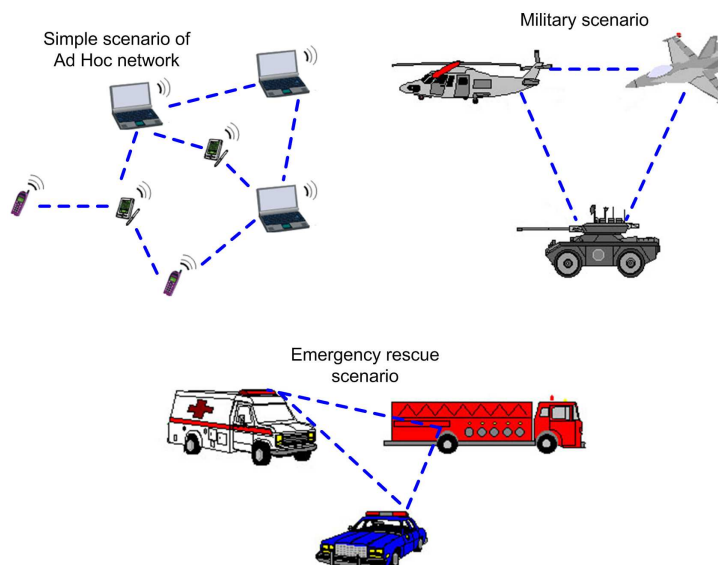 Simple scenario of
Ad Hoc network
Military scenario
Emergency rescue
scenario